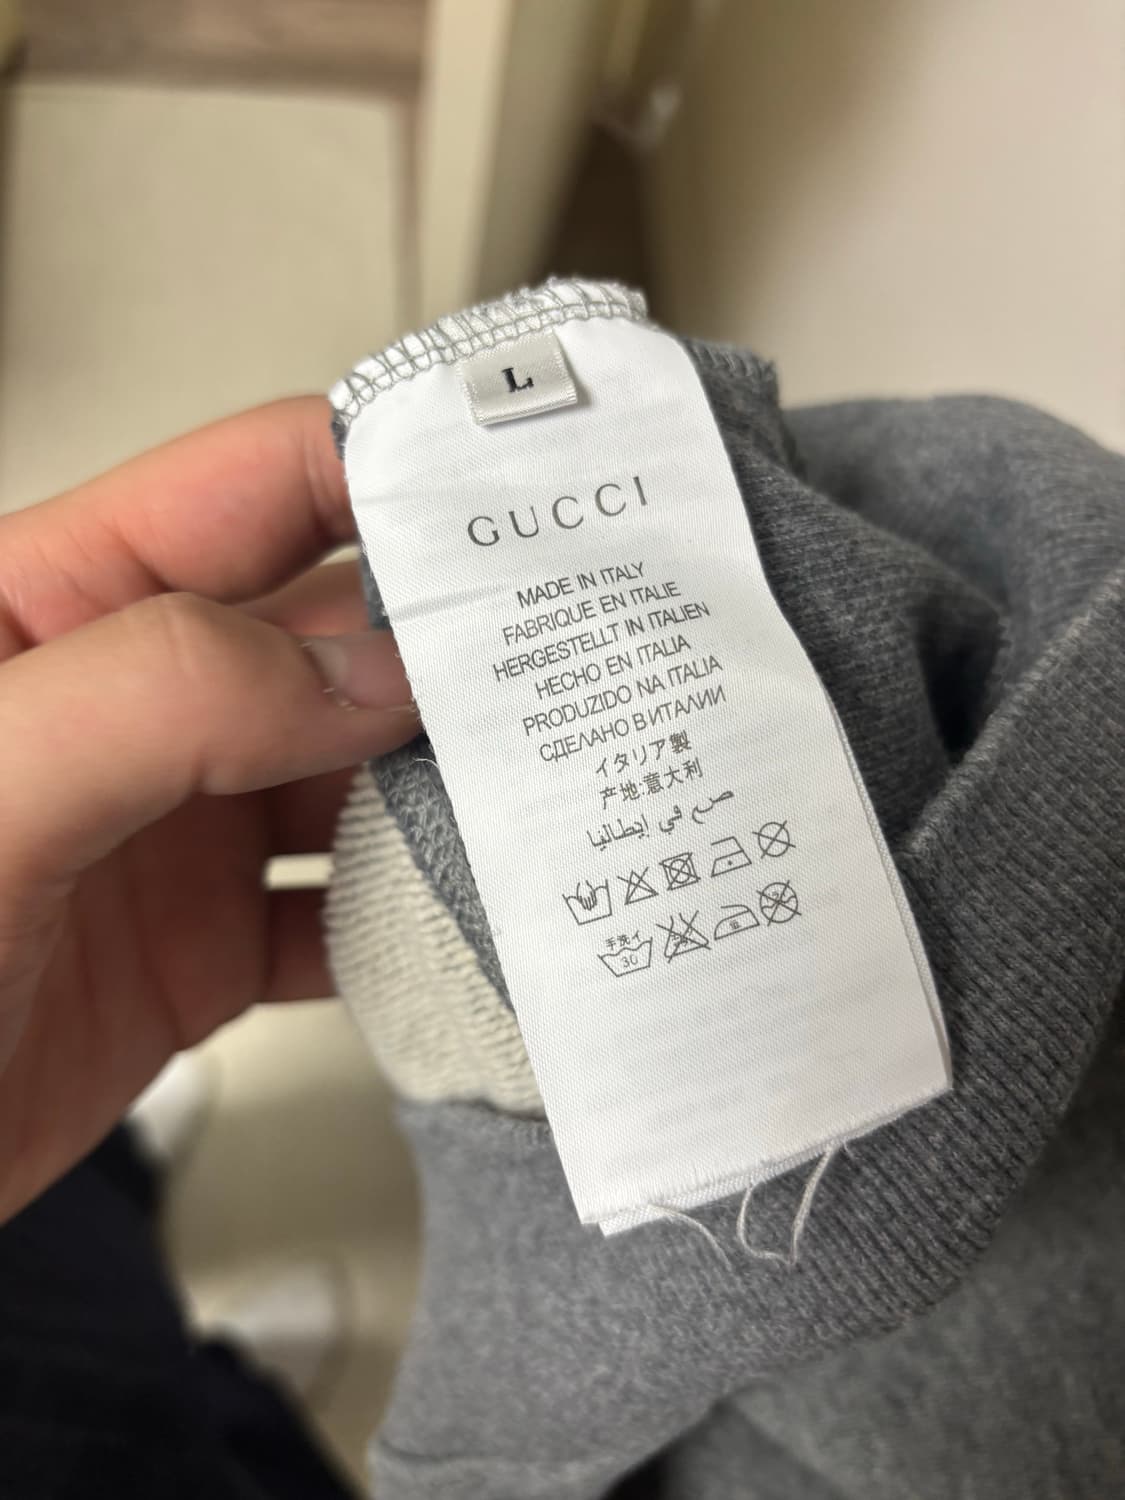 L
GUCCI
MADE IN ITALY
FABRIQUE EN ITALIE
HERGESTELLT IN ITALIEN
HECHO EN ITALIA
PRODUZIDO NA ITALIA
СДЕЛАНО В ИТАЛИИ
イタリア製
产地:意大利
صنع في إيطاليا
手洗イ
30